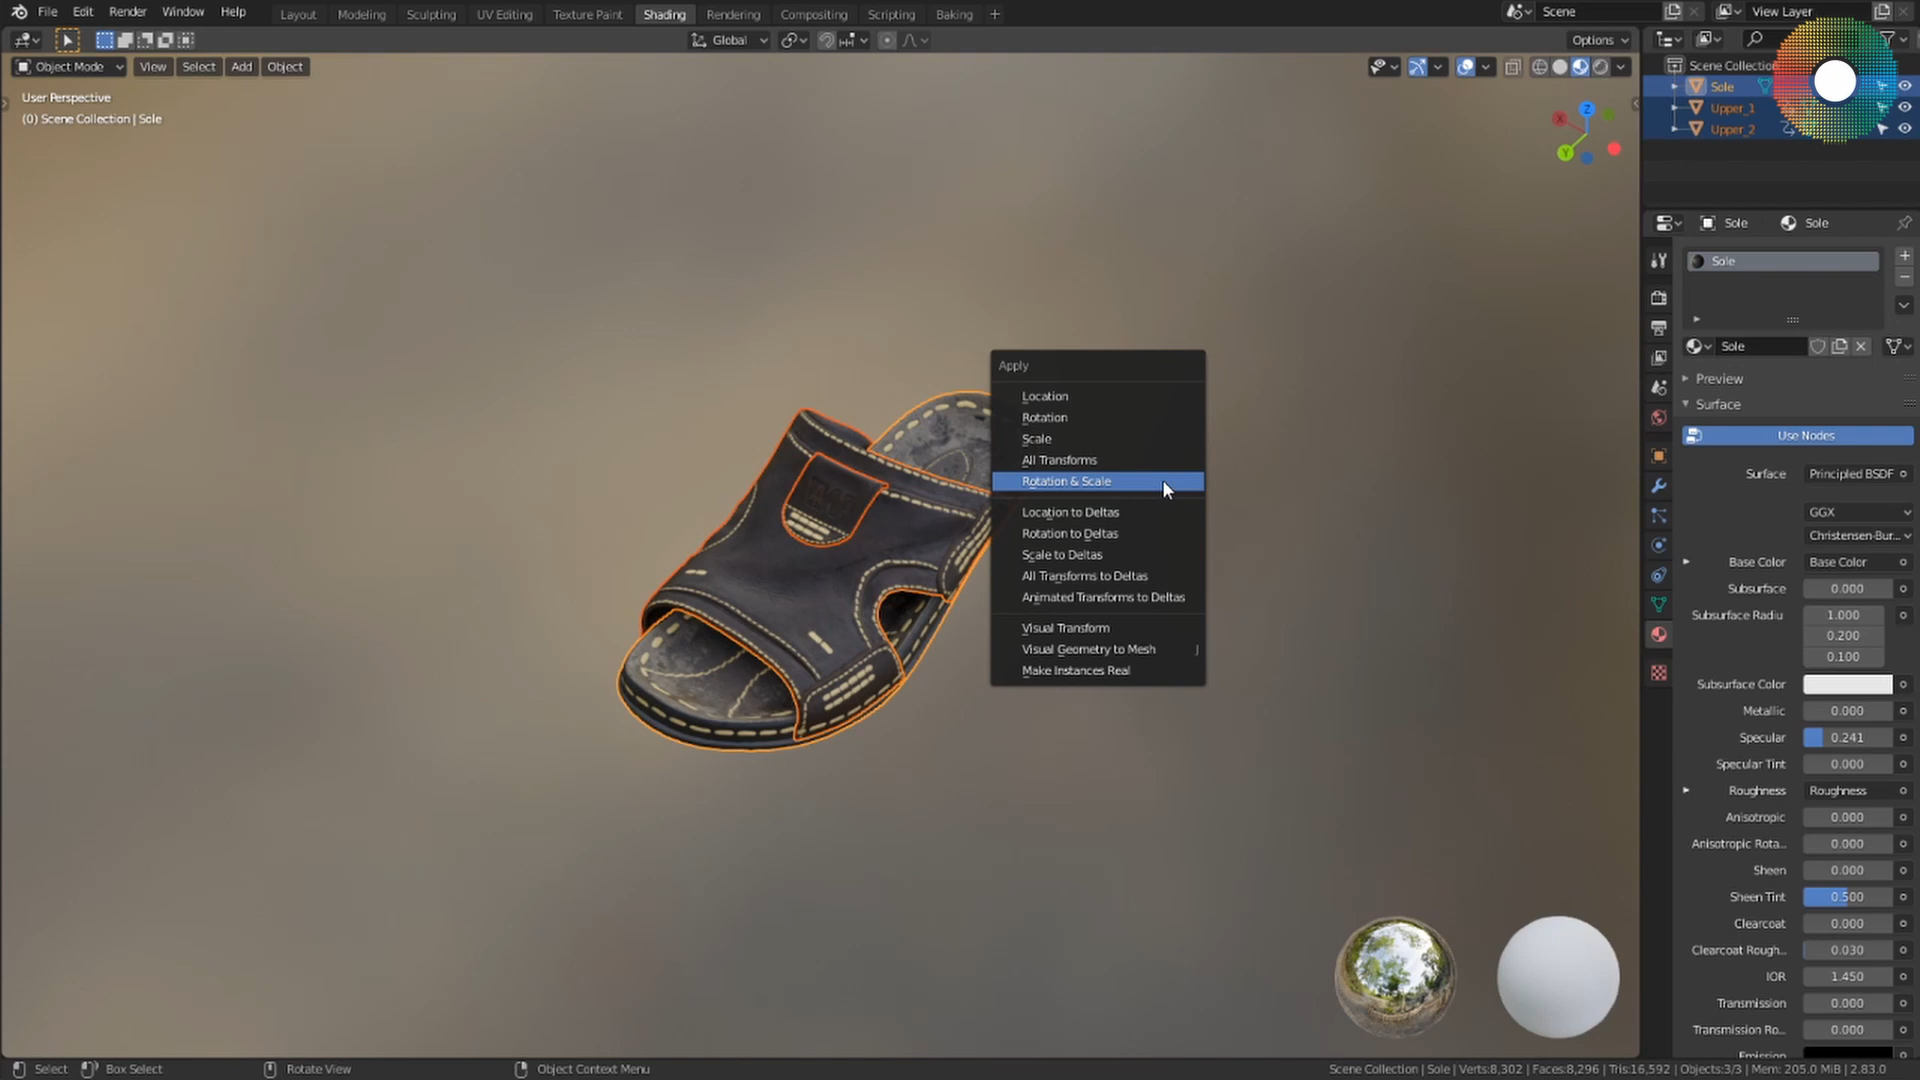 File Edit Render Window Help
Layout Modeling Sculpting UV Editing Texture Paint Shading Rendering Compositing Scripting Baking
Scene View Layer
Global Options
Object Mode View Select Add Object
User Perspective
(0) Scene Collection | Sole
X Y Z
Scene Collection
Sole
Upper_1
Upper_2
Sole Sole
Sole
Sole
Preview
Surface
Use Nodes
Surface Principled BSDF
GGX
Christensen-Bur...
Base Color Base Color
Subsurface 0.000
Subsurface Radiu 1.000
0.200
0.100
Subsurface Color
Metallic 0.000
Specular 0.241
Specular Tint 0.000
Roughness Roughness
Anisotropic 0.000
Anisotropic Rota... 0.000
Sheen 0.000
Sheen Tint 0.500
Clearcoat 0.000
Clearcoat Rough... 0.030
IOR 1.450
Transmission 0.000
Transmission Ro... 0.000
Emission
Apply
Location
Rotation
Scale
All Transforms
Rotation & Scale
Location to Deltas
Rotation to Deltas
Scale to Deltas
All Transforms to Deltas
Animated Transforms to Deltas
Visual Transform
Visual Geometry to Mesh J
Make Instances Real
Select Box Select Rotate View Object Context Menu
Scene Collection | Sole | Verts:8,302 | Faces:8,296 | Tris:16,592 | Objects:3/3 | Mem: 205.0 MiB | 2.83.0